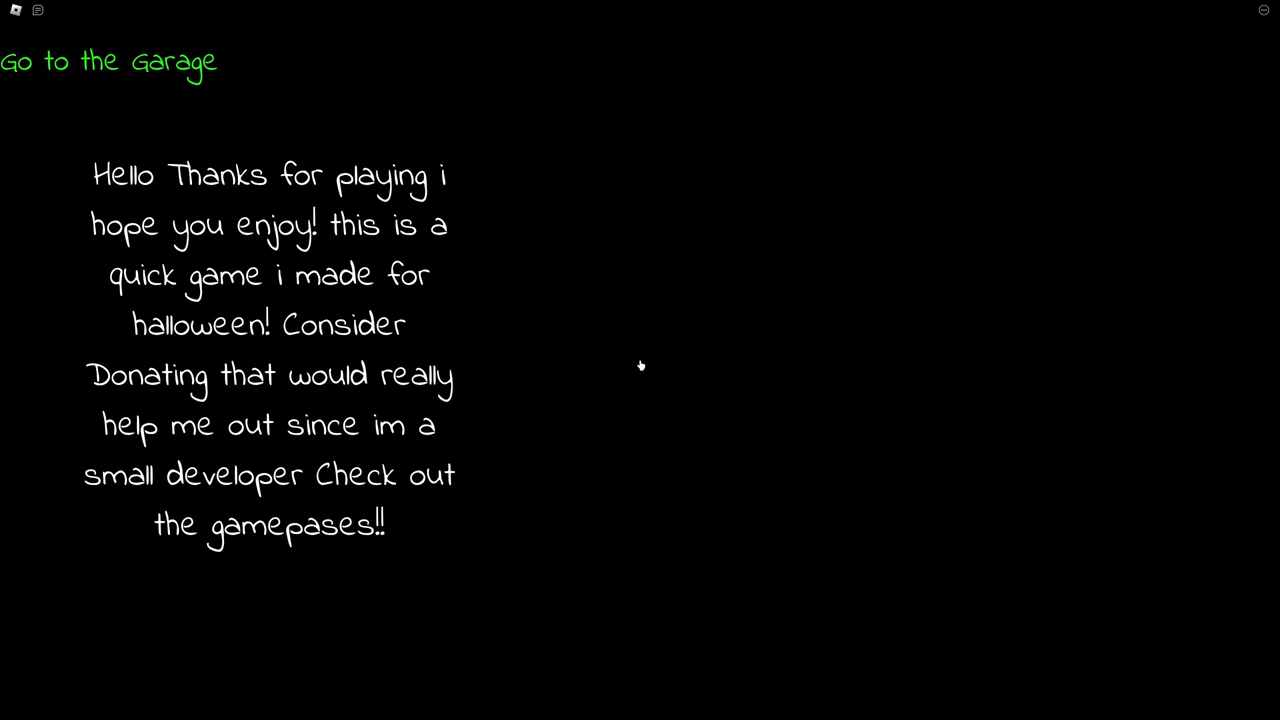 Go to the Garage
Hello Thanks for playing i
hope you enjoy! this is a
quick game i made for
halloween! Consider
Donating that would really
help me out since im a
small developer Check out
the gamepases!!